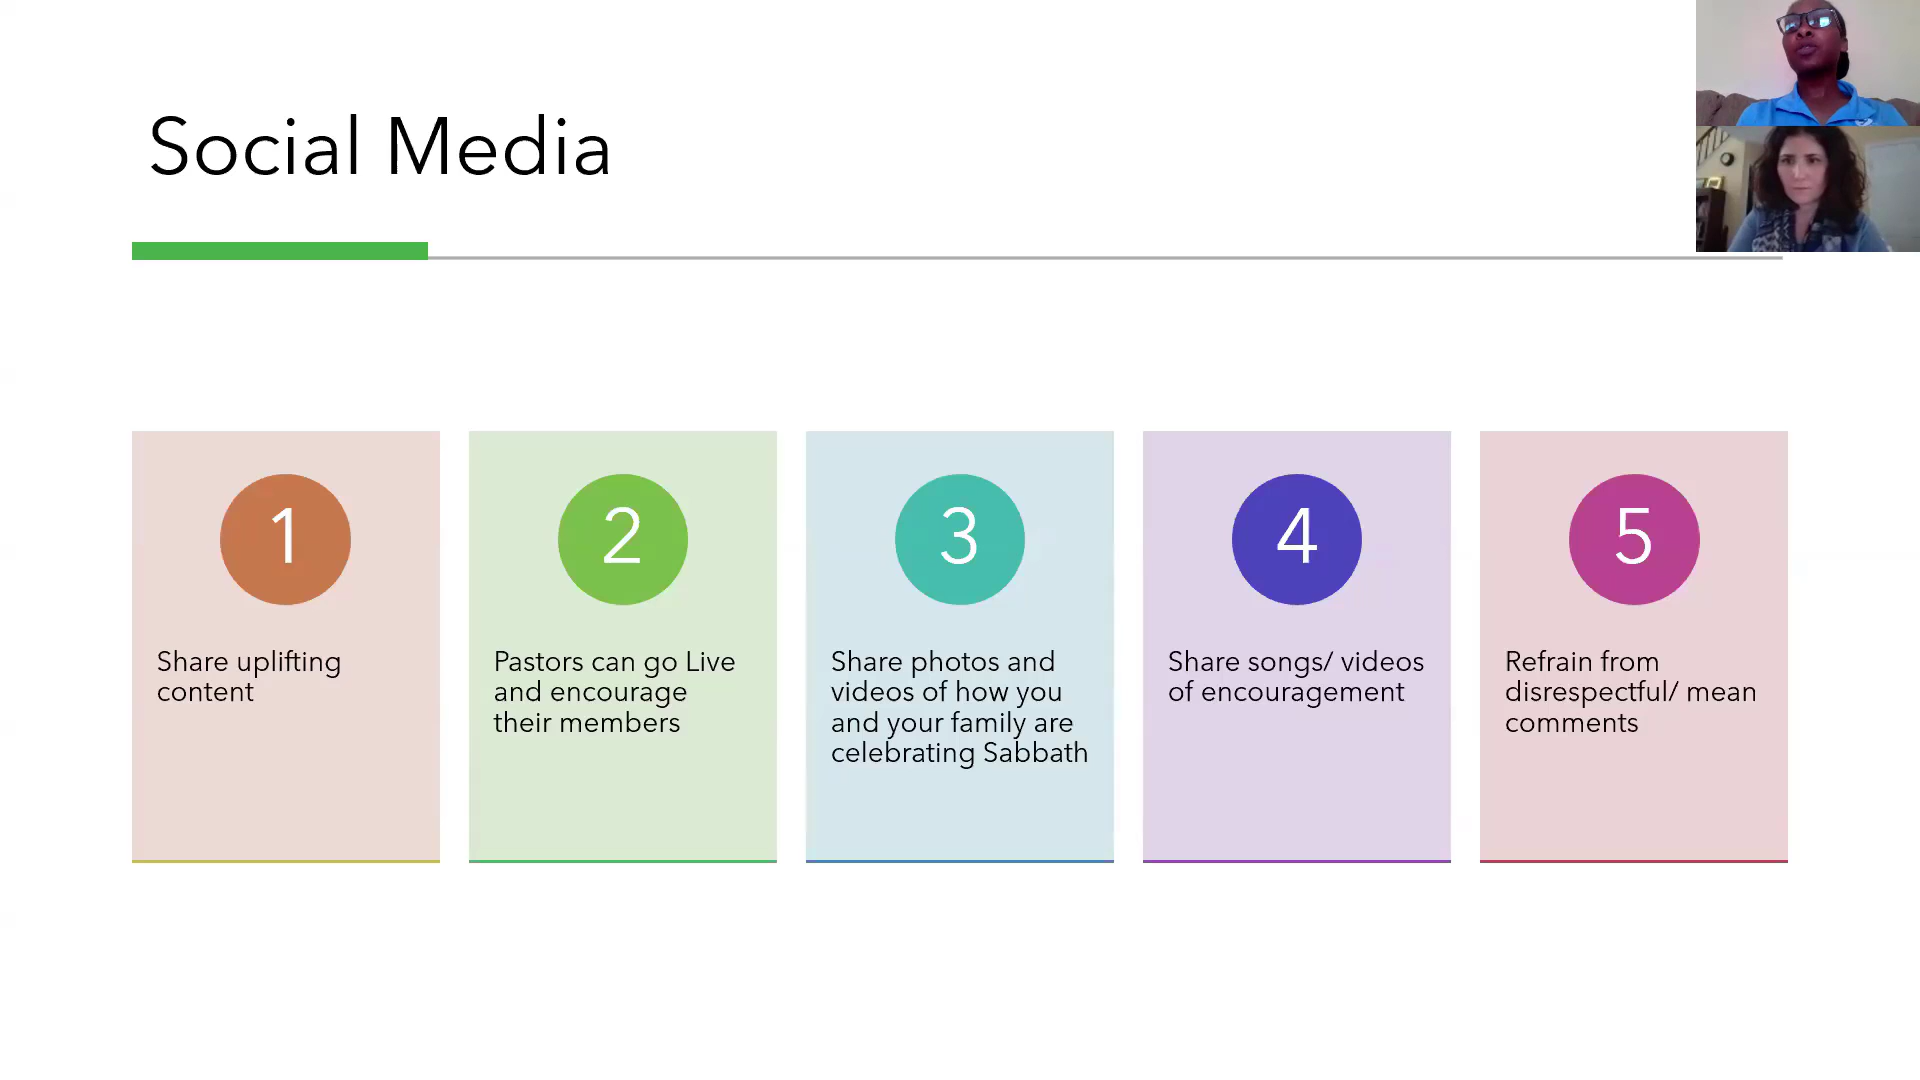 Social Media
1
Share uplifting
content
2
Pastors can go Live
and encourage
their members
3
Share photos and
videos of how you
and your family are
celebrating Sabbath
4
Share songs/ videos
of encouragement
5
Refrain from
disrespectful/ mean
comments